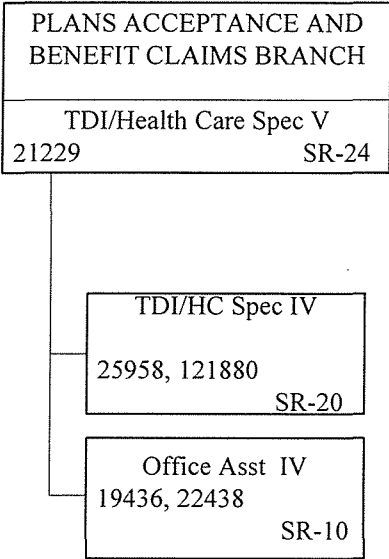 PLANS ACCEPTANCE AND
BENEFIT CLAIMS BRANCH
TDI/Health Care Spec V
21229 SR-24
TDI/HC Spec IV
25958, 121880
SR-20
Office Asst IV
19436, 22438
SR-10